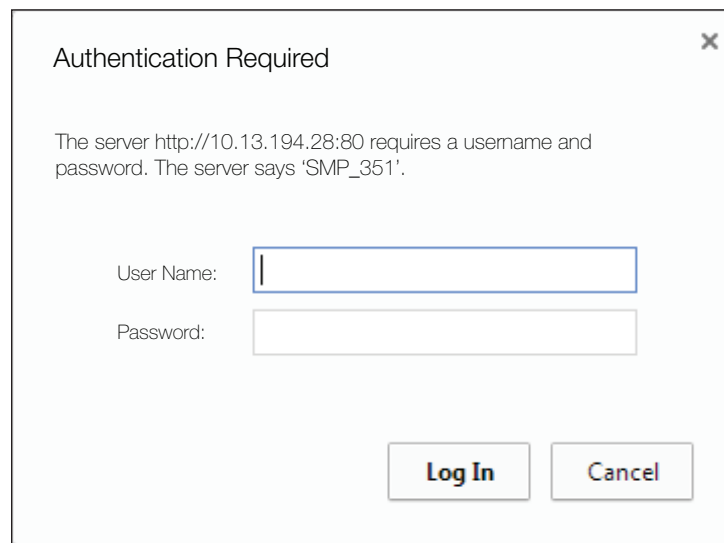 Authentication Required
The server http://10.13.194.28:80 requires a username and
password. The server says ‘SMP_351’.
User Name:
Password:
Log In
Cancel